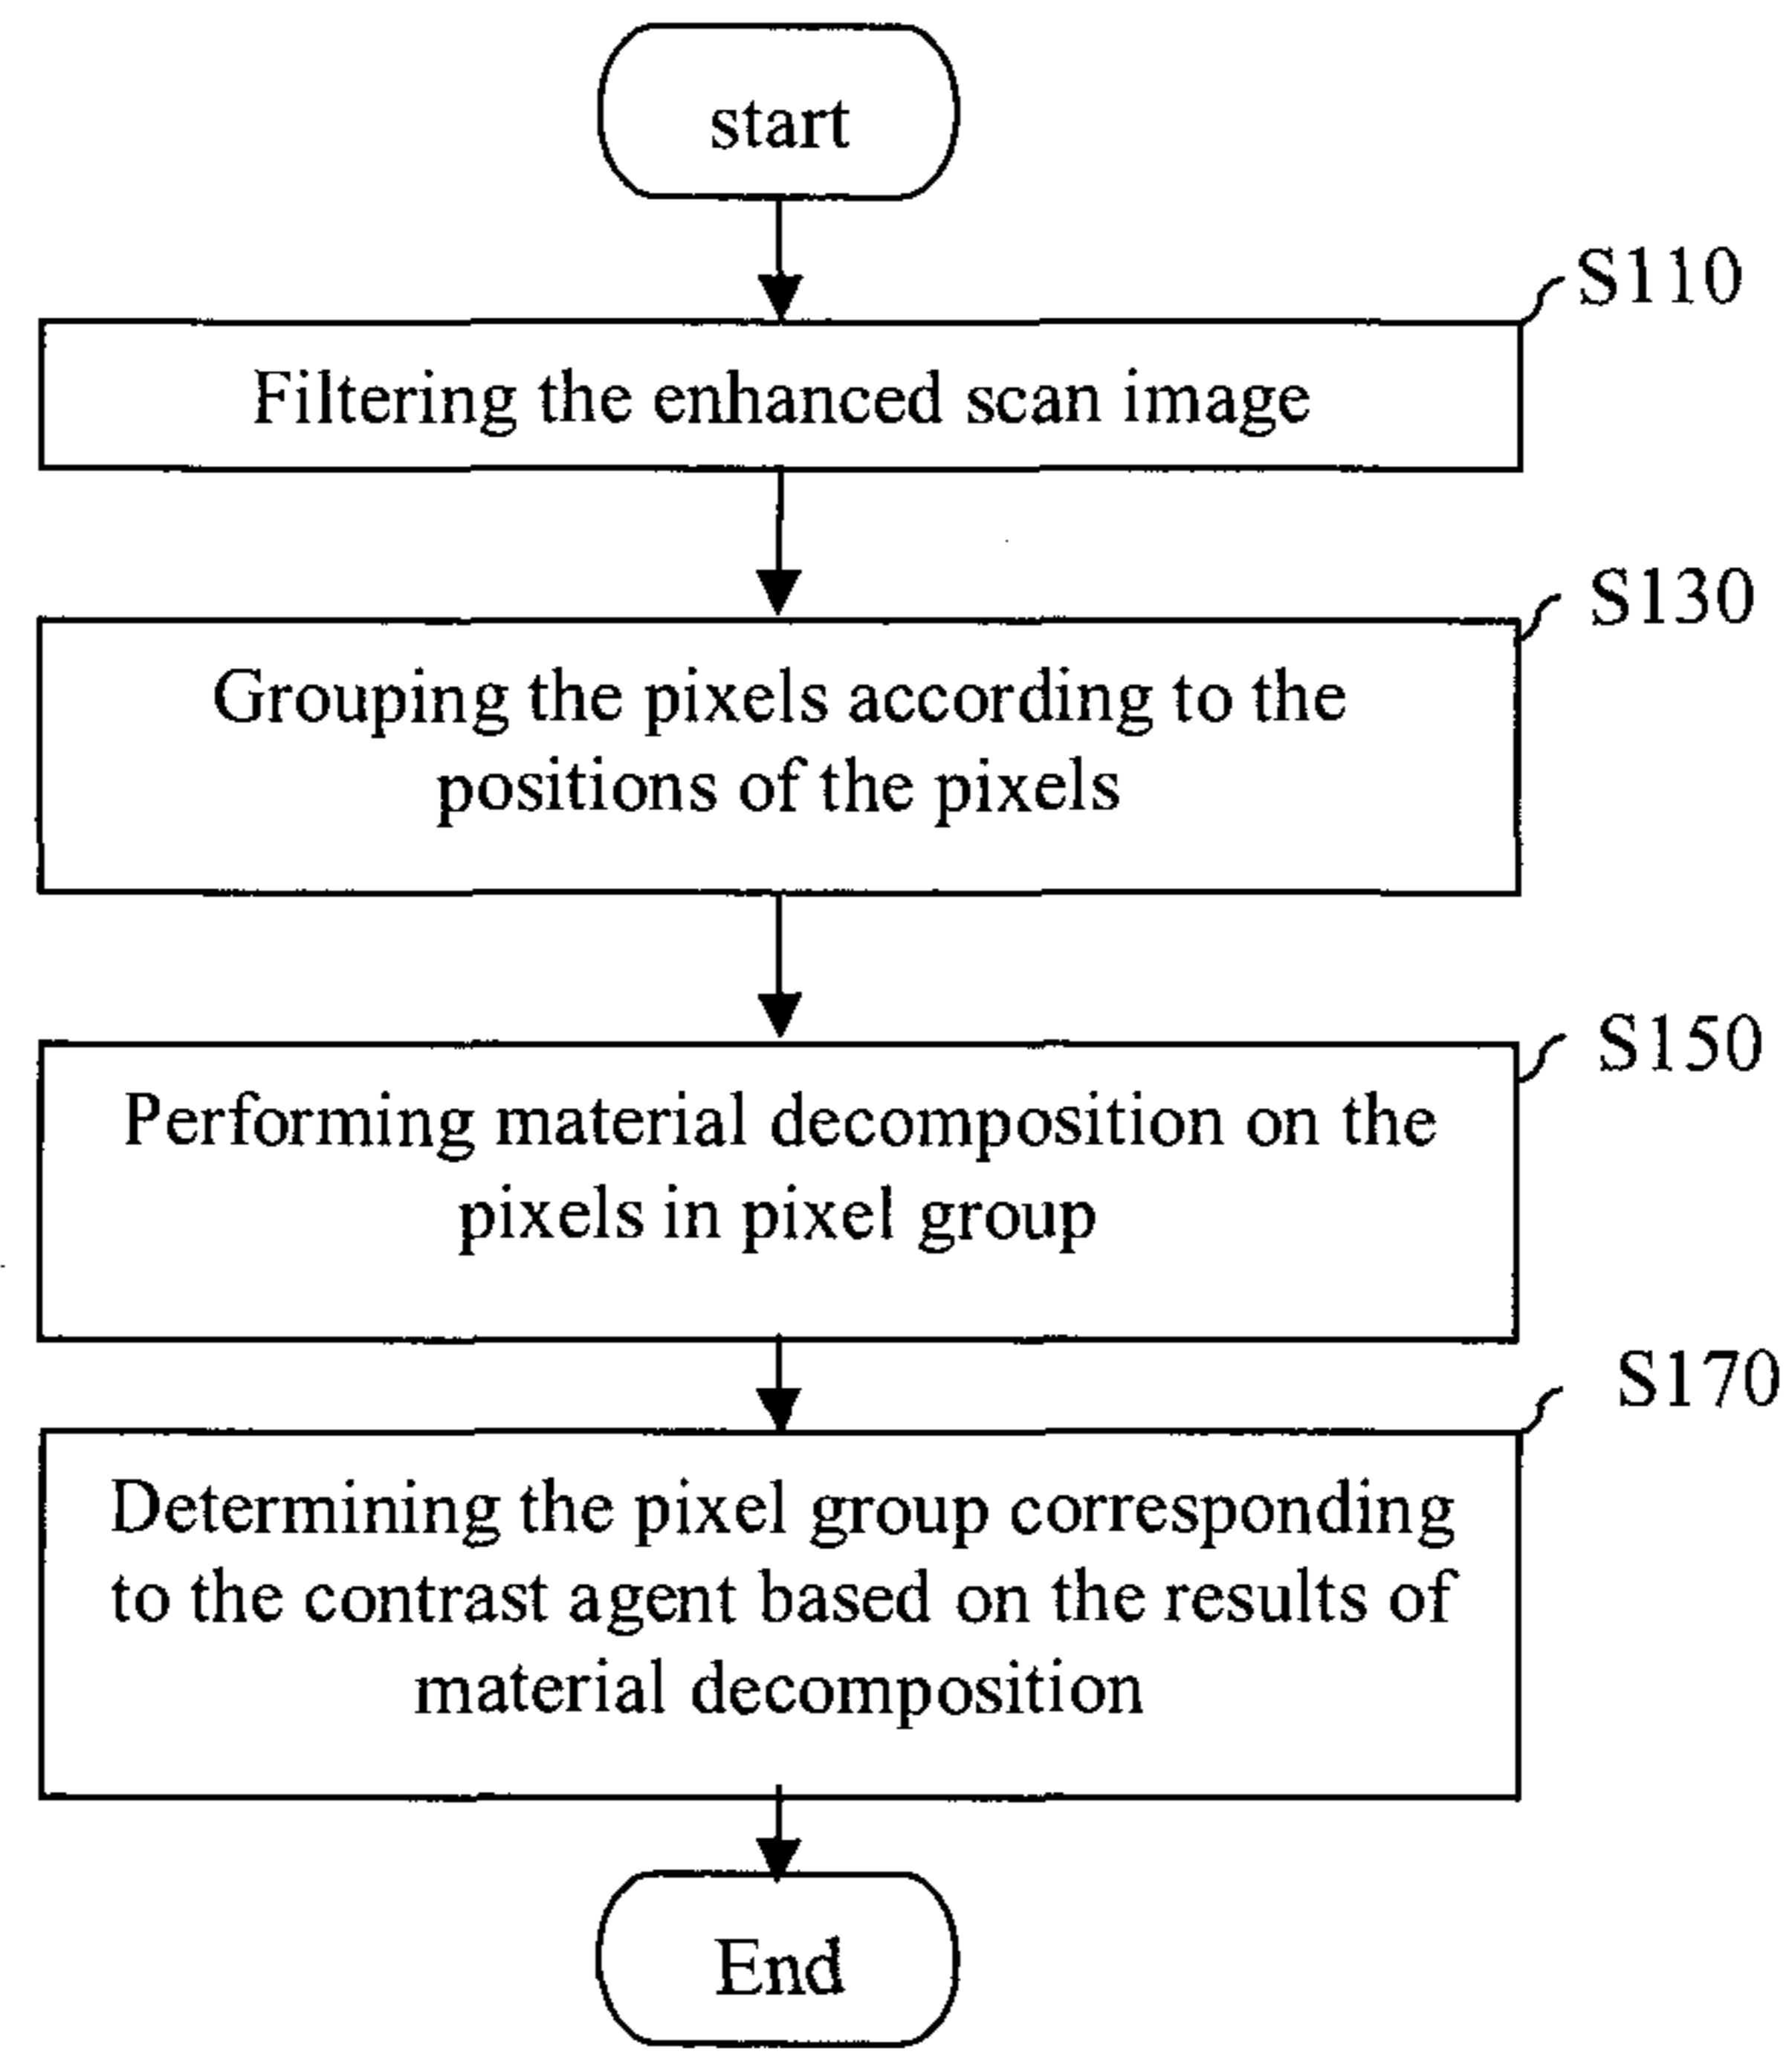 start
S110
Filtering the enhanced scan image
S130
Grouping the pixels according to the
positions of the pixels
S150
Performing material decomposition on the
pixels in pixel group
S170
Determining the pixel group corresponding
to the contrast agent based on the results of
material decomposition
End